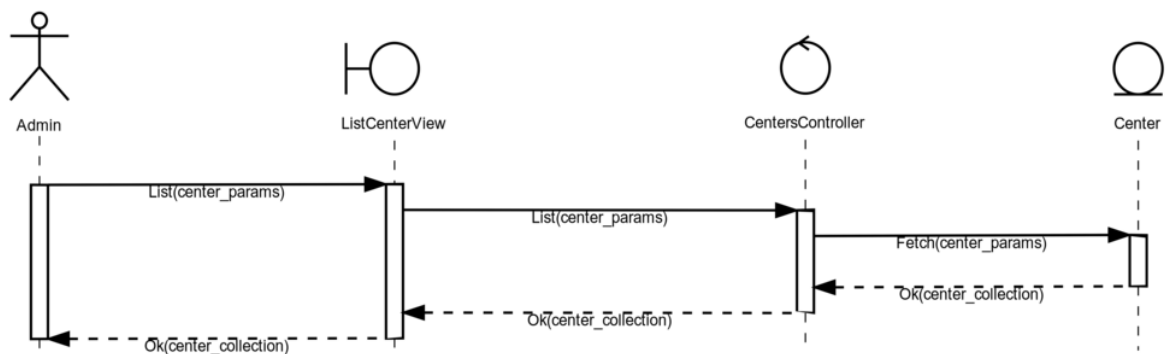 Admin
ListCenterView
CentersController
Center
List(center_params)
List(center_params)
Fetch(center_params)
Ok(center_collection)
Ok(center_collection)
Ok(center_collection)